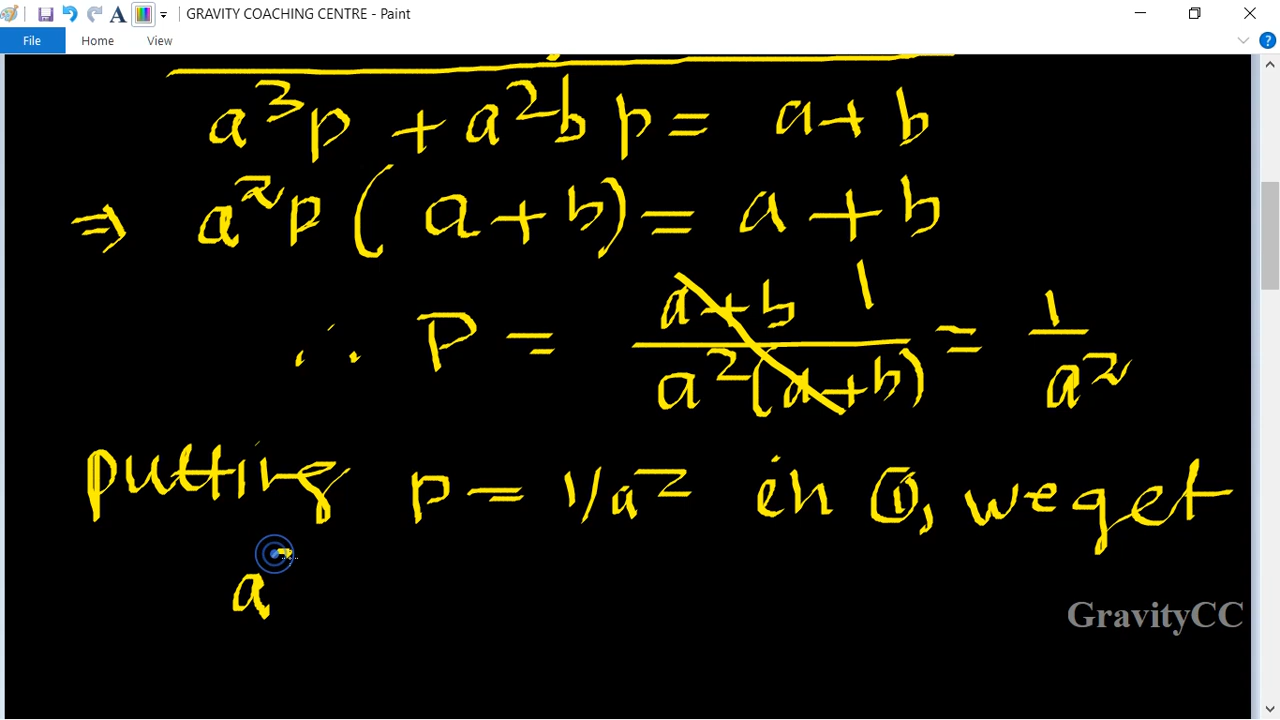 GRAVITY COACHING CENTRE - Paint
File Home View
a³p + a²bp = a + b
⇒ a²p(a + b) = a + b
∴ P = a+b 1 / a²(a+b) = 1/a²
putting p = 1/a² in ①, we get
a
GravityCC